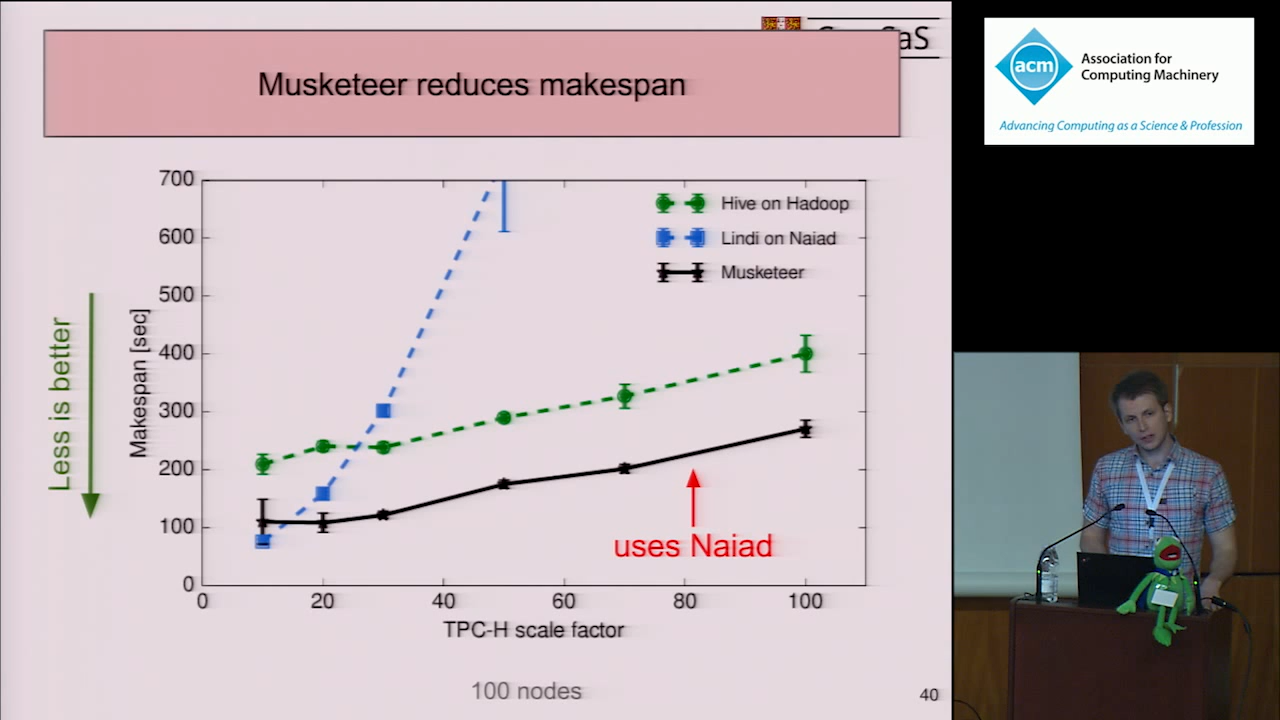 Musketeer reduces makespan
aS
700
600
500
400
300
200
100
0
0 20 40 60 80 100
Makespan [sec]
Less is better
Hive on Hadoop
Lindi on Naiad
Musketeer
uses Naiad
TPC-H scale factor
100 nodes
40
acm
Association for
Computing Machinery
Advancing Computing as a Science & Profession